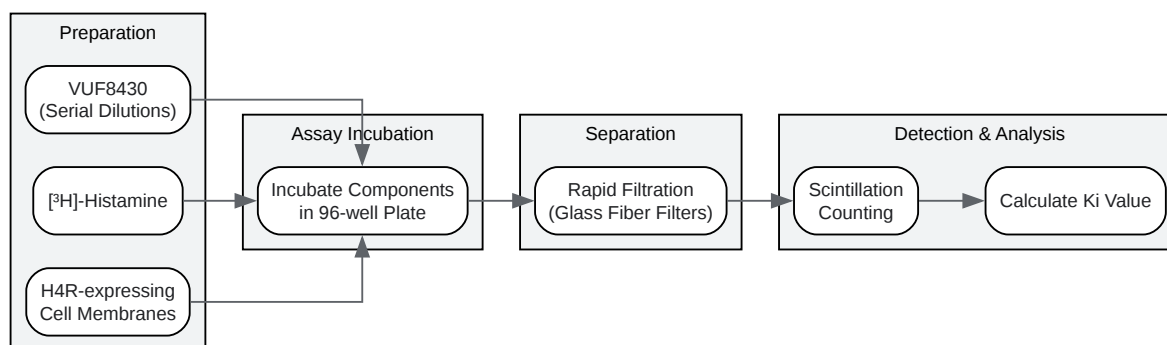 Preparation
VUF8430
(Serial Dilutions)
[³H]-Histamine
H4R-expressing
Cell Membranes
Assay Incubation
Incubate Components
in 96-well Plate
Separation
Rapid Filtration
(Glass Fiber Filters)
Detection & Analysis
Scintillation
Counting
Calculate Ki Value